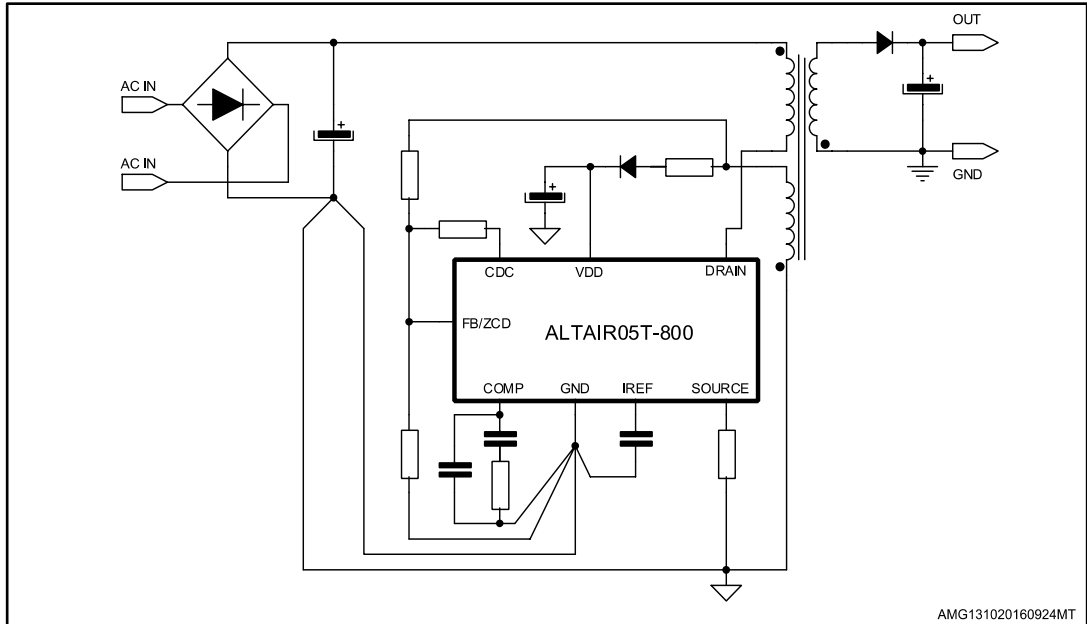 OUT
AC IN
+
+
AC IN
+
GND
CDC
VDD
DRAIN
FB/ZCD
ALTAIR05T-800
COMP
GND
IREF
SOURCE
AMG131020160924MT